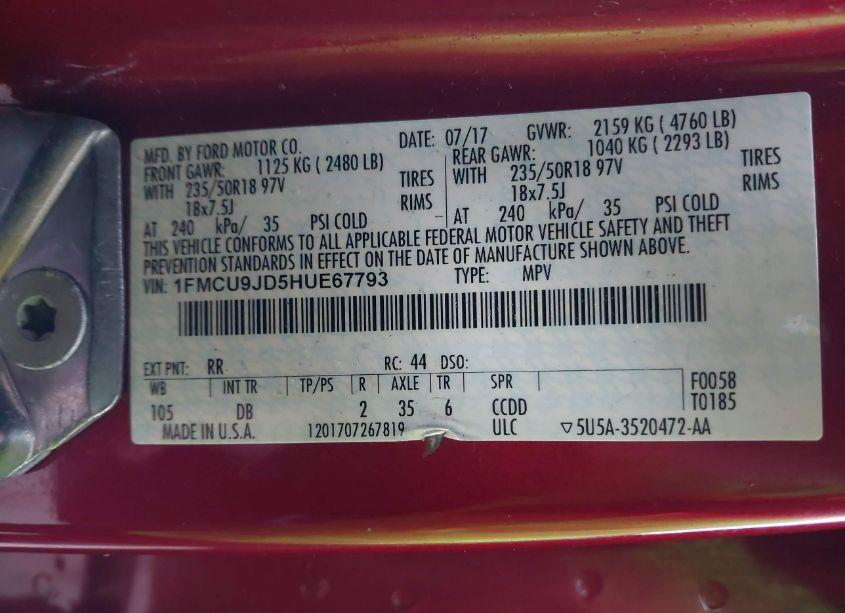 MFD. BY FORD MOTOR CO. DATE: 07/17 GVWR: 2159 KG ( 4760 LB)
FRONT GAWR: 1125 KG ( 2480 LB) REAR GAWR: 1040 KG ( 2293 LB)
WITH 235/50R18 97V TIRES WITH 235/50R18 97V TIRES
18x7.5J RIMS 18x7.5J RIMS
AT 240 kPa/ 35 PSI COLD AT 240 kPa/ 35 PSI COLD
THIS VEHICLE CONFORMS TO ALL APPLICABLE FEDERAL MOTOR VEHICLE SAFETY AND THEFT
PREVENTION STANDARDS IN EFFECT ON THE DATE OF MANUFACTURE SHOWN ABOVE.
VIN: 1FMCU9JD5HUE67793 TYPE: MPV
EXT PNT: RR RC: 44 DSO:
WB INT TR TP/PS R AXLE TR SPR F0058
105 DB 2 35 6 CCDD T0185
MADE IN U.S.A. 1201707267819 ULC ▽5U5A-3520472-AA